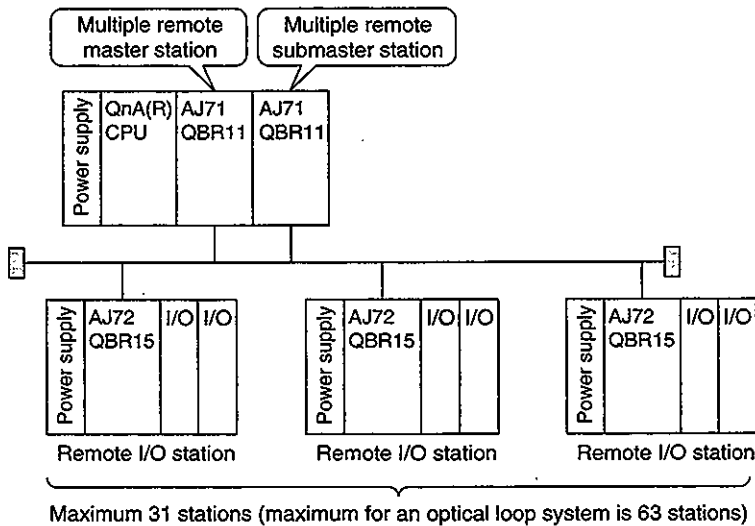 Multiple remote
master station
Multiple remote
submaster station
Power supply
QnA(R)
CPU
AJ71
QBR11
AJ71
QBR11
Power supply
AJ72
QBR15
I/O
I/O
Power supply
AJ72
QBR15
I/O
I/O
Power supply
AJ72
QBR15
I/O
I/O
Remote I/O station
Remote I/O station
Remote I/O station
Maximum 31 stations (maximum for an optical loop system is 63 stations)